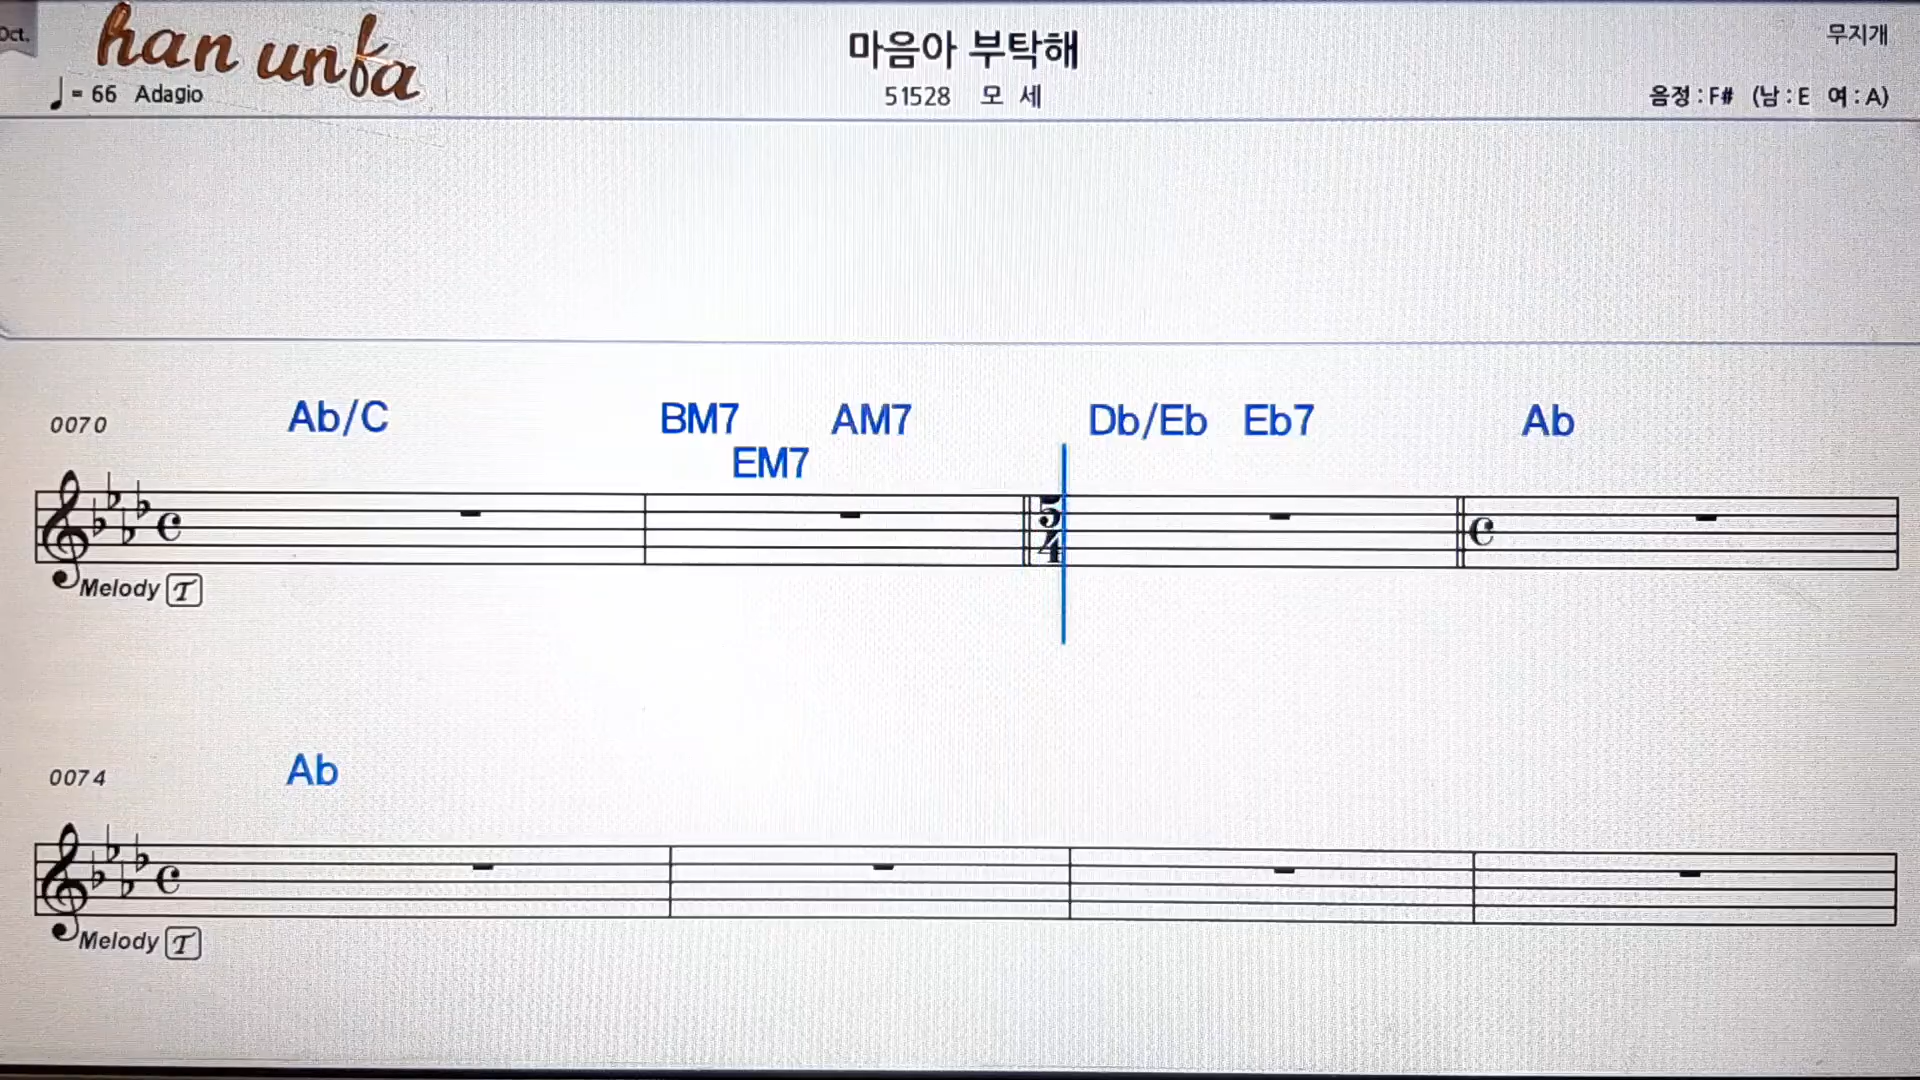 Oct.
han unfa
♩ = 66 Adagio
마음아 부탁해
51528 모 세
무지개
음정 : F# (남 : E 여 : A)
0070
Ab/C BM7 AM7 Db/Eb Eb7 Ab
EM7
5
4
Melody T
0074
Ab
Melody T